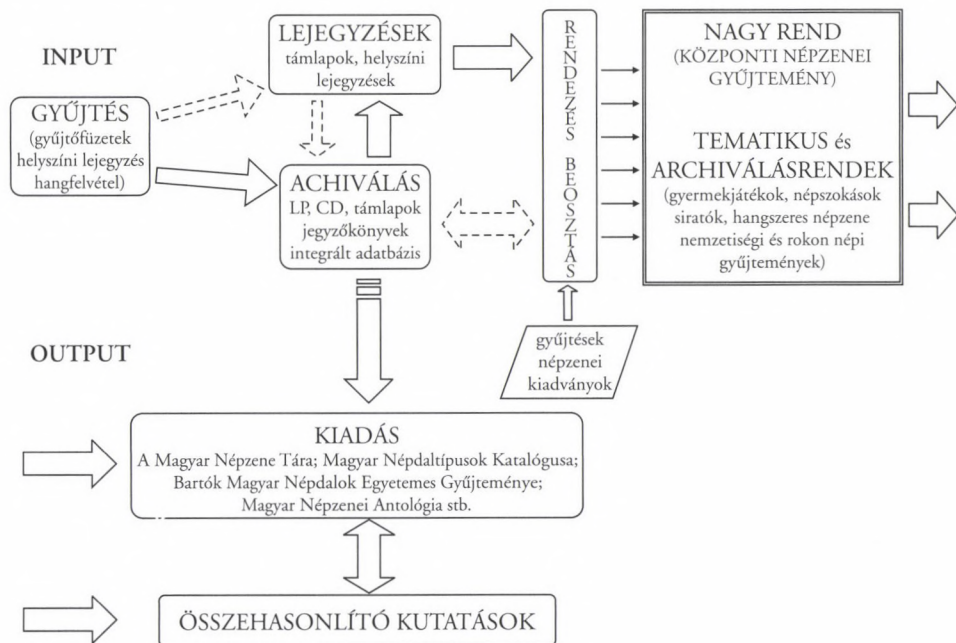 INPUT
GYŰJTÉS
(gyűjtőfüzetek
helyszíni lejegyzés
hangfelvétel)
LEJEGYZÉSEK
támlapok, helyszíni
lejegyzések
ACHIVÁLÁS
LP, CD, támlapok
jegyzőkönyvek
integrált adatbázis
RENDEZÉS BEOSZTÁS
NAGY REND
(KÖZPONTI NÉPZENEI
GYŰJTEMÉNY)
TEMATIKUS és
ARCHIVÁLÁSRENDEK
(gyermekjátékok, népszokások
siratók, hangszeres népzene
nemzetiségi és rokon népi
gyűjtemények)
gyűjtések
népzenei
kiadványok
OUTPUT
KIADÁS
A Magyar Népzene Tára; Magyar Népdaltípusok Katalógusa;
Bartók Magyar Népdalok Egyetemes Gyűjteménye;
Magyar Népzenei Antológia stb.
ÖSSZEHASONLÍTÓ KUTATÁSOK